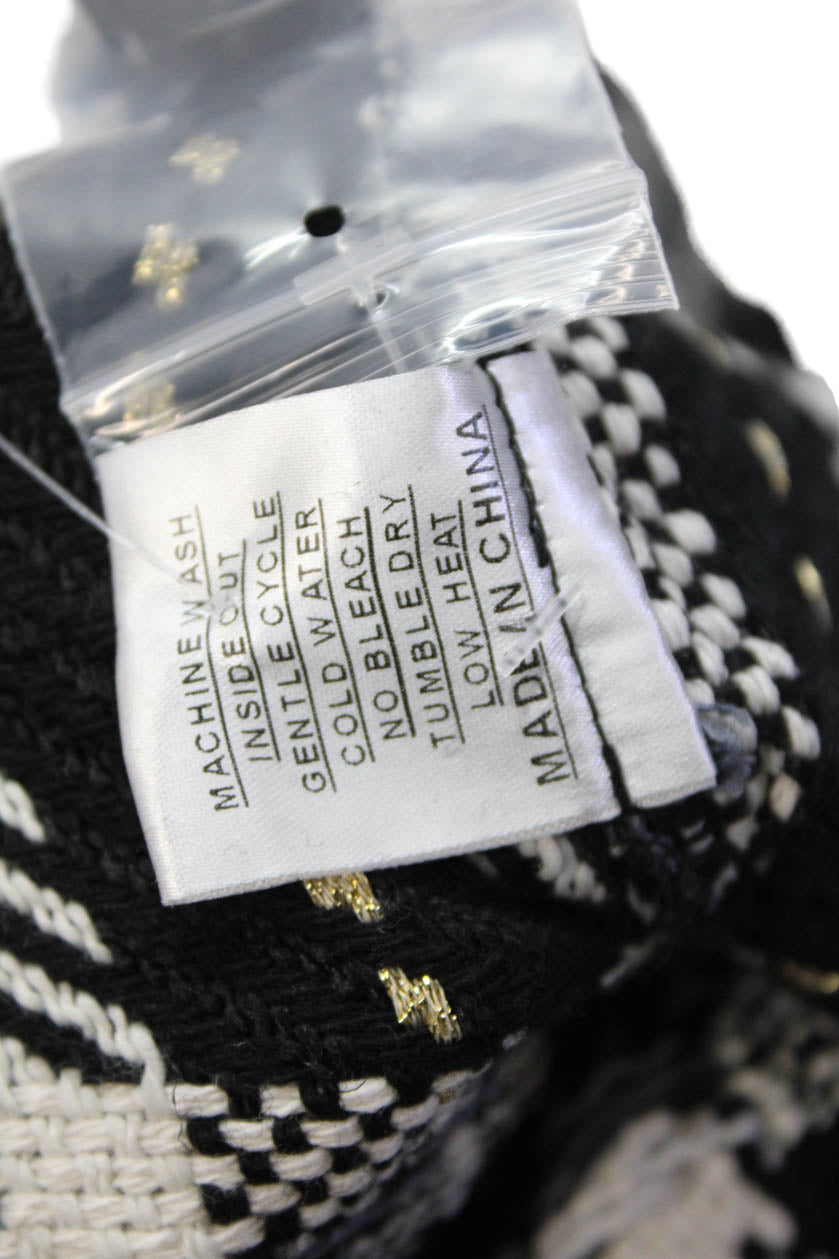 MACHINE WASH
INSIDE OUT
GENTLE CYCLE
COLD WATER
NO BLEACH
TUMBLE DRY
LOW HEAT
MADE IN CHINA